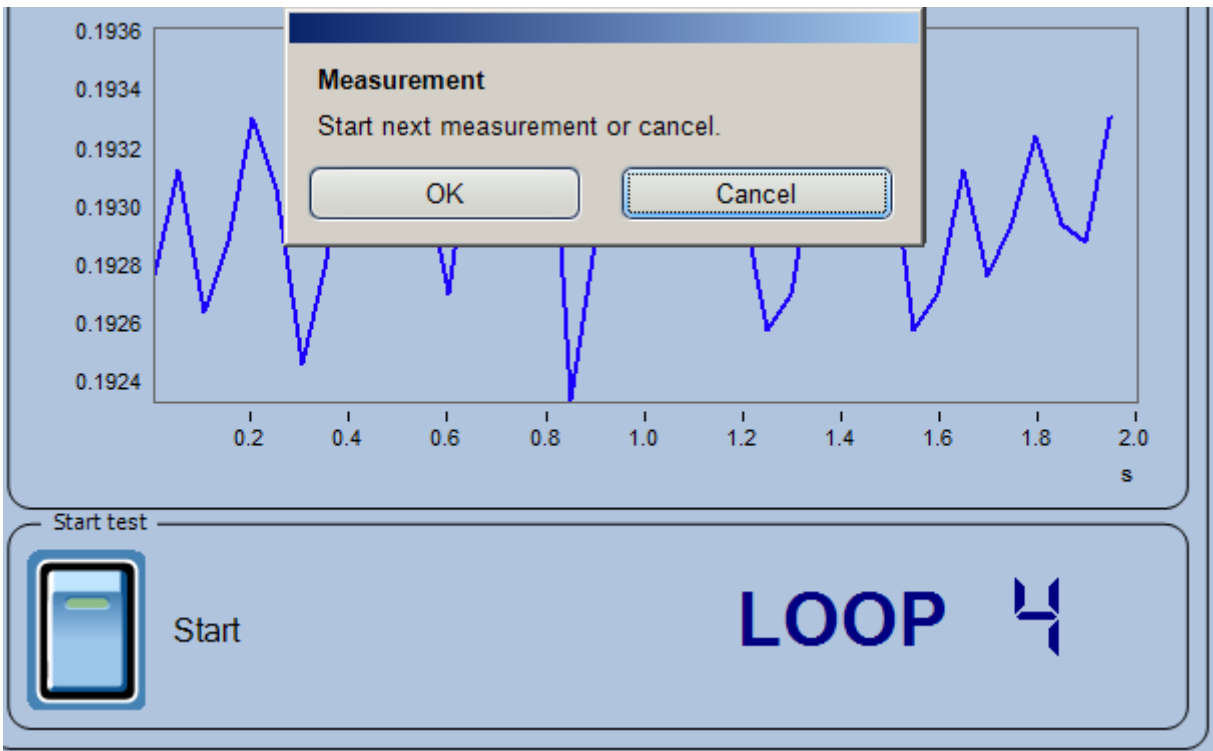 0.1936
0.1934
0.1932
0.1930
0.1928
0.1926
0.1924
Measurement
Start next measurement or cancel.
OK Cancel
0.2 0.4 0.6 0.8 1.0 1.2 1.4 1.6 1.8 2.0
s
Start test
Start LOOP 4